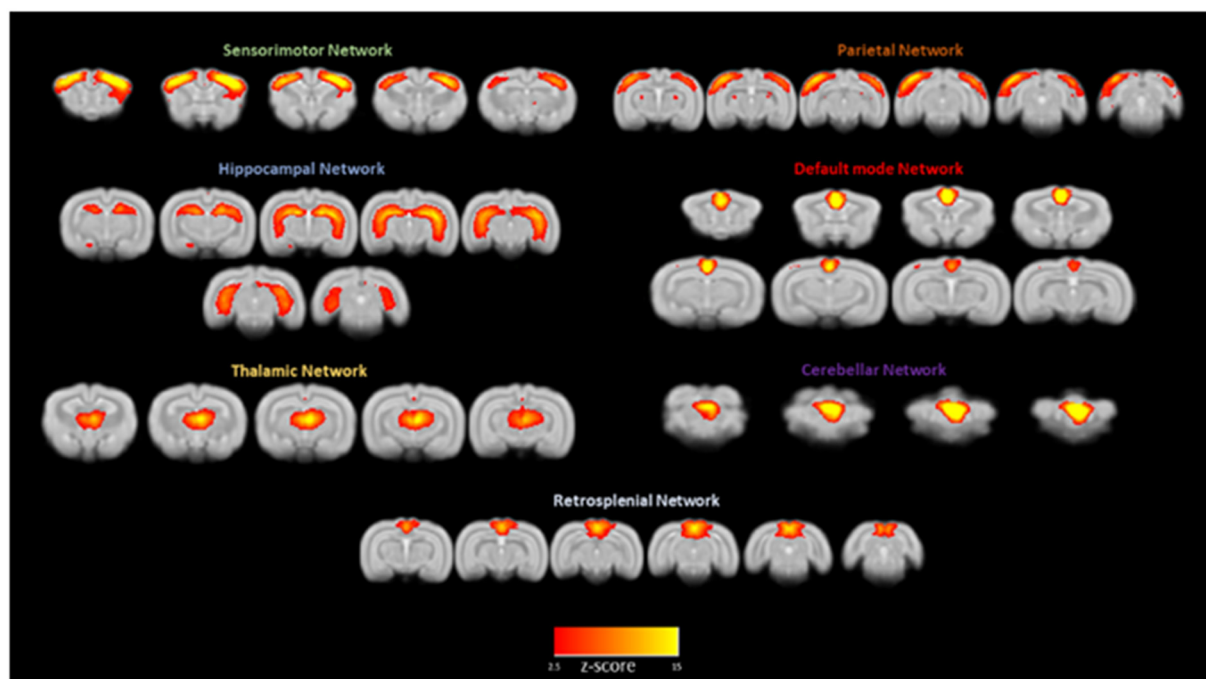 Sensorimotor Network
Parietal Network
Hippocampal Network
Default mode Network
Thalamic Network
Cerebellar Network
Retrosplenial Network
2.5 z-score 15